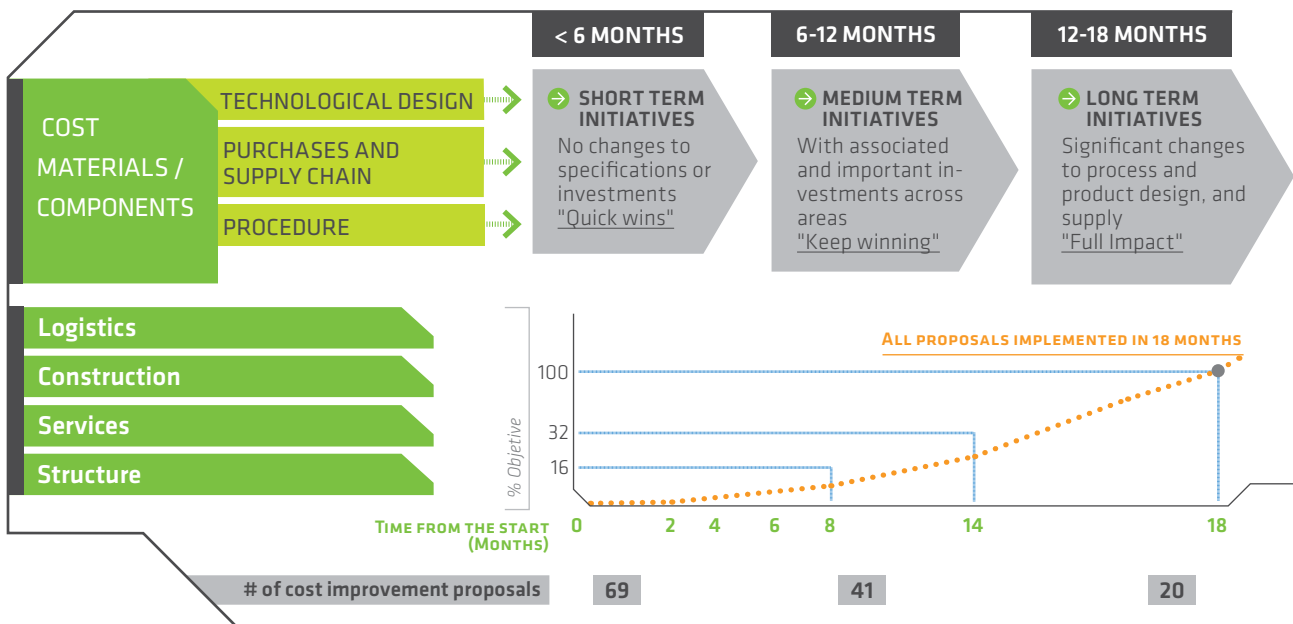 < 6 MONTHS
6-12 MONTHS
12-18 MONTHS
COST
MATERIALS /
COMPONENTS
TECHNOLOGICAL DESIGN
PURCHASES AND
SUPPLY CHAIN
PROCEDURE
SHORT TERM
INITIATIVES
No changes to
specifications or
investments
"Quick wins"
MEDIUM TERM
INITIATIVES
With associated
and important in-
vestments across
areas
"Keep winning"
LONG TERM
INITIATIVES
Significant changes
to process and
product design, and
supply
"Full Impact"
Logistics
Construction
Services
Structure
% Objetive
100
32
16
ALL PROPOSALS IMPLEMENTED IN 18 MONTHS
TIME FROM THE START
(MONTHS)
0 2 4 6 8 14 18
# of cost improvement proposals
69 41 20